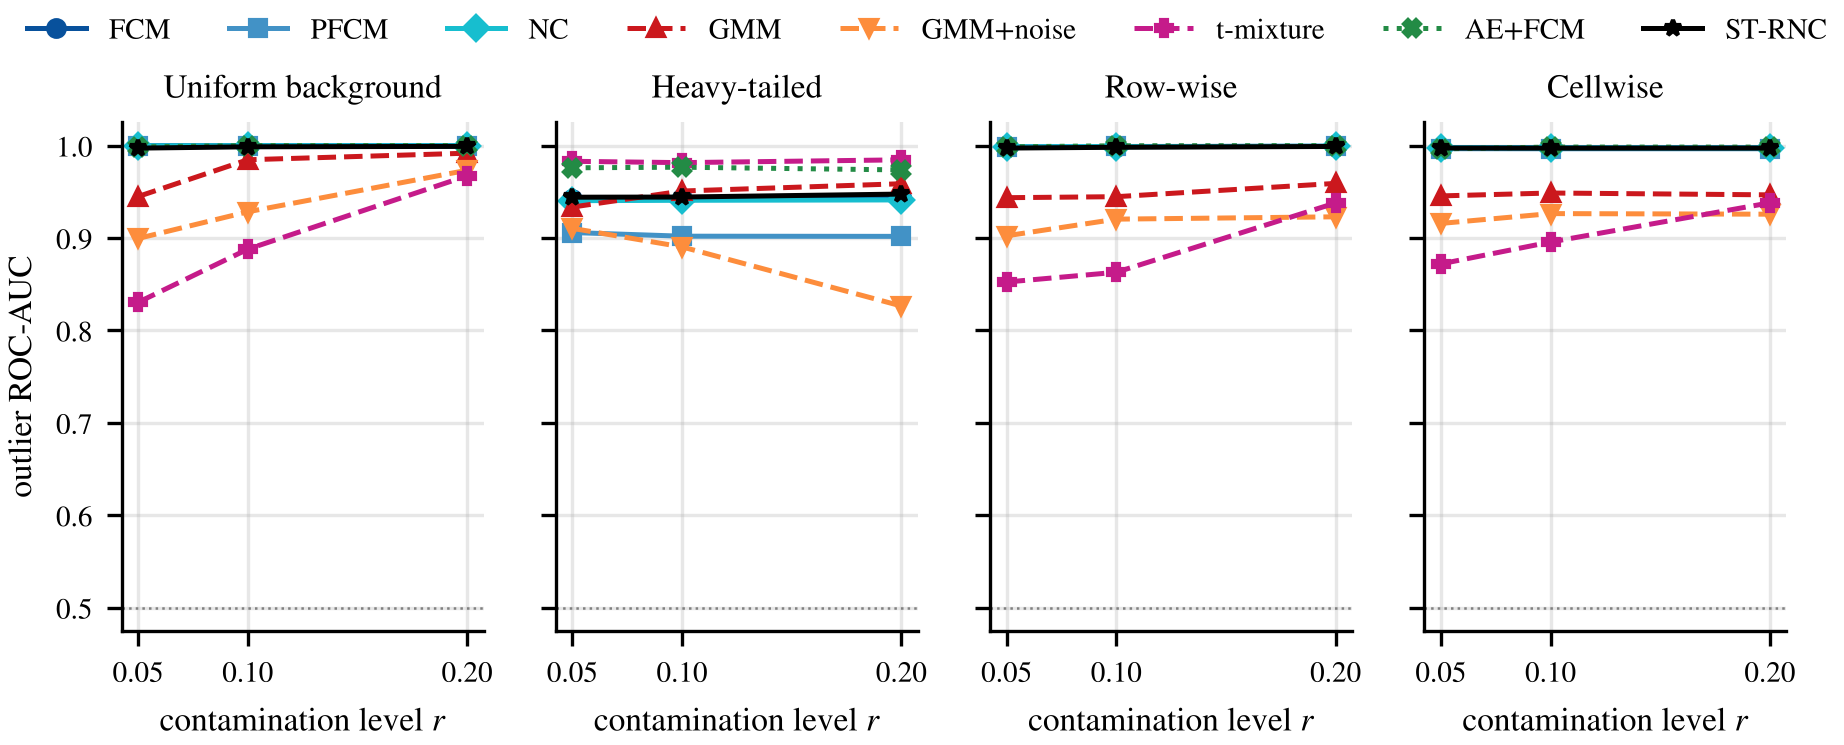 FCM PFCM NC GMM GMM+noise t-mixture AE+FCM ST-RNC
Uniform background Heavy-tailed Row-wise Cellwise
outlier ROC-AUC
1.0
0.9
0.8
0.7
0.6
0.5
0.05 0.10 0.20 0.05 0.10 0.20 0.05 0.10 0.20 0.05 0.10 0.20
contamination level r contamination level r contamination level r contamination level r